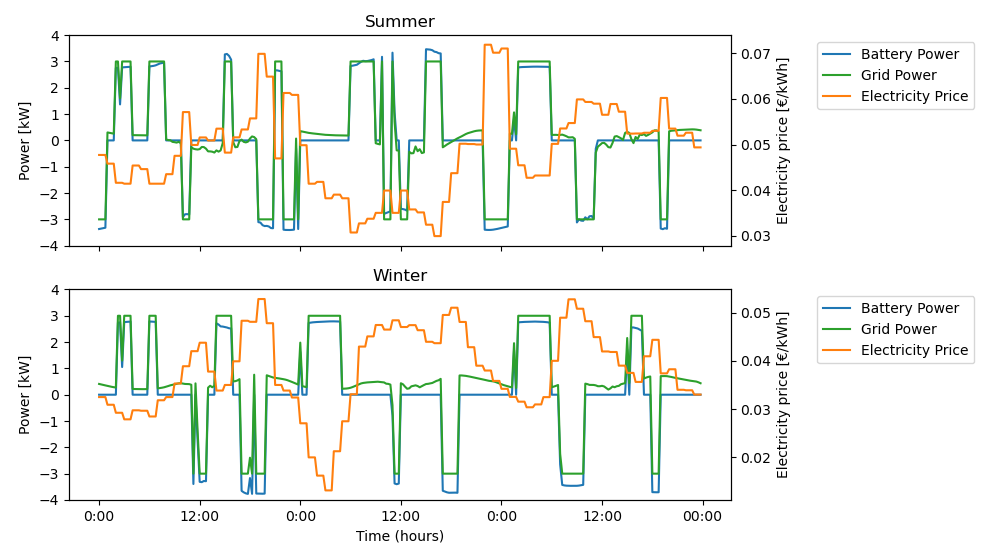 Summer
Power [kW]
4
3
2
1
0
−1
−2
−3
−4
0.07
0.06
0.05
0.04
0.03
Electricity price [€/kWh]
Battery Power
Grid Power
Electricity Price
Winter
Power [kW]
4
3
2
1
0
−1
−2
−3
−4
0.05
0.04
0.03
0.02
Electricity price [€/kWh]
Battery Power
Grid Power
Electricity Price
0:00 12:00 0:00 12:00 0:00 12:00 00:00
Time (hours)